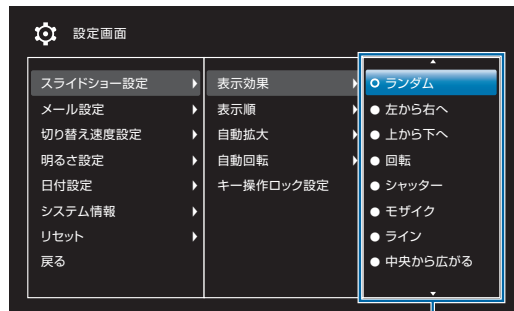 設定画面
スライドショー設定
メール設定
切り替え速度設定
明るさ設定
日付設定
システム情報
リセット
戻る
表示効果
表示順
自動拡大
自動回転
キー操作ロック設定
ランダム
左から右へ
上から下へ
回転
シャッター
モザイク
ライン
中央から広がる